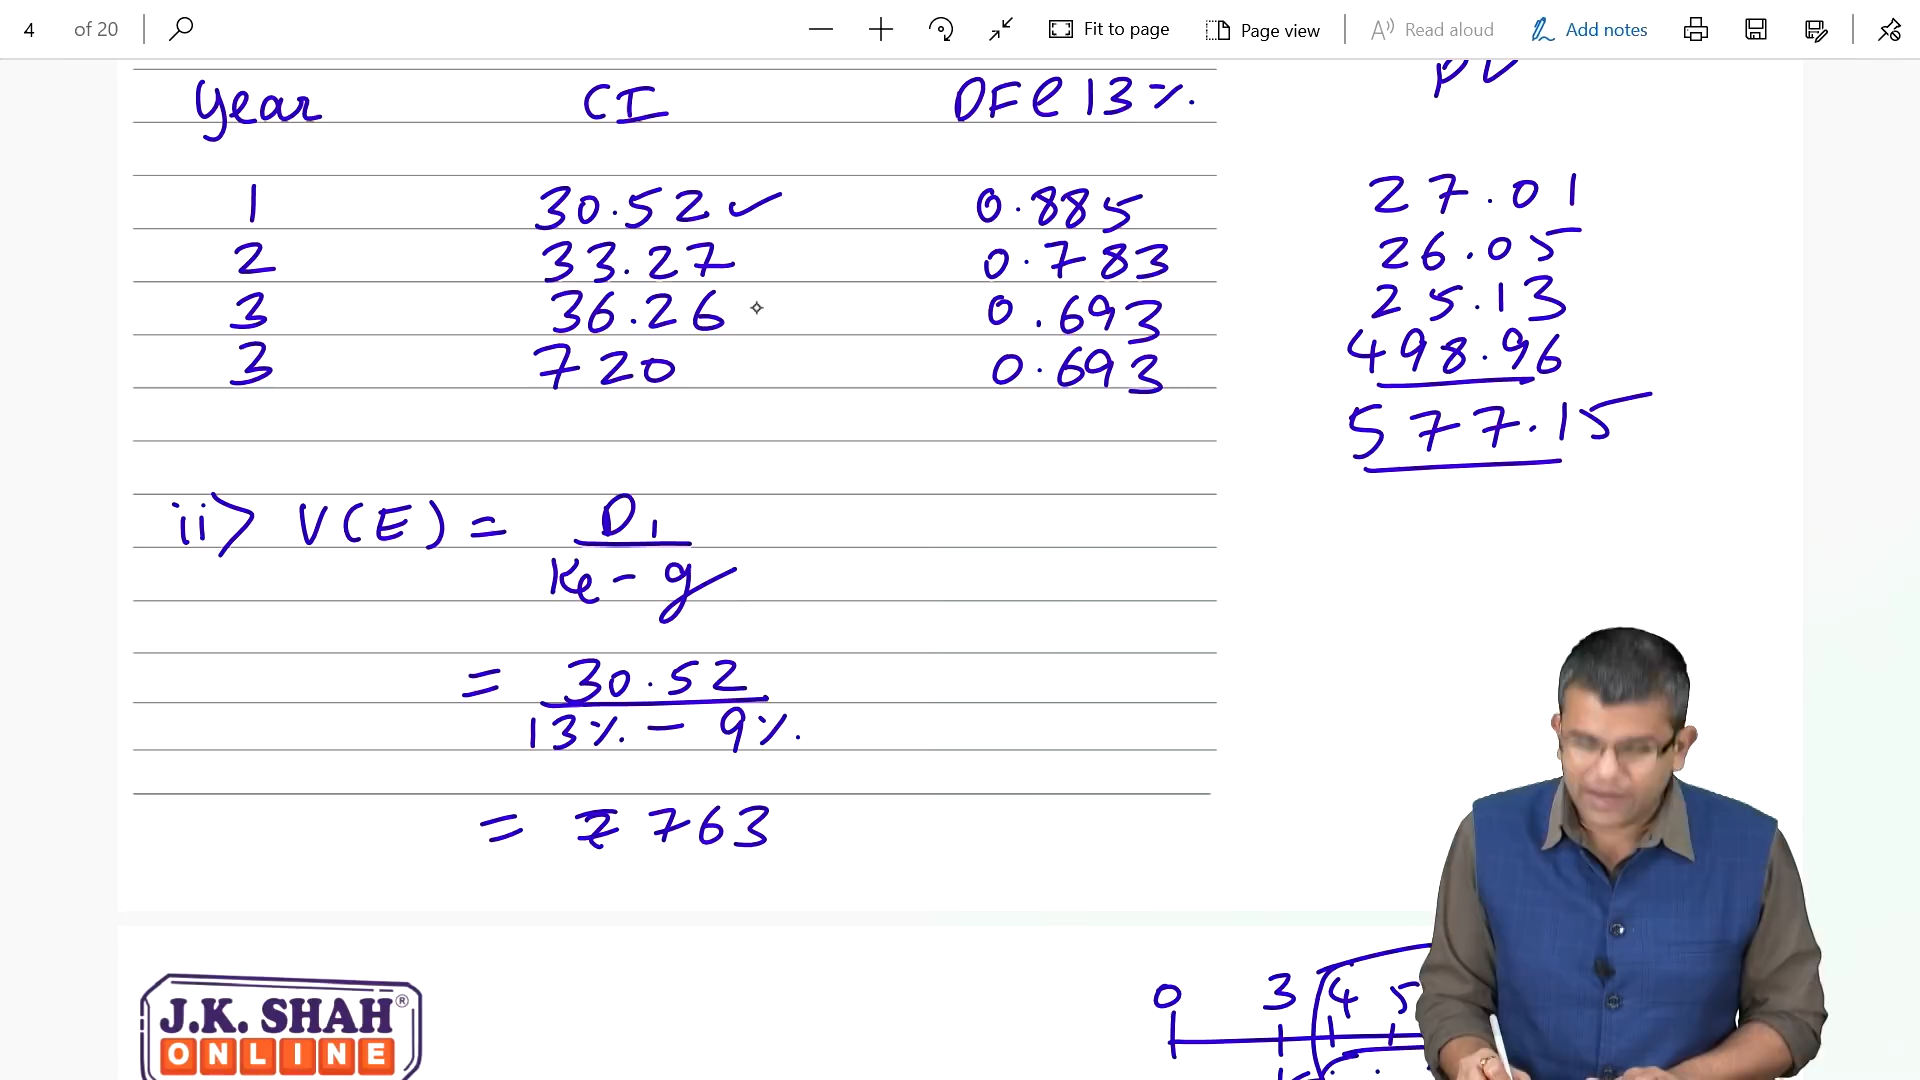 4 of 20 Fit to page Page view Read aloud Add notes
Year CI DF@ 13% PV
1 30.52 ✓ 0.885 27.01
2 33.27 0.783 26.05
3 36.26 0.693 25.13
3 720 0.693 498.96
577.15
ii> V(E) = D1
Ke - g
= 30.52
13% - 9%.
= ₹ 763
0 3 4 5
J.K. SHAH®
ONLINE